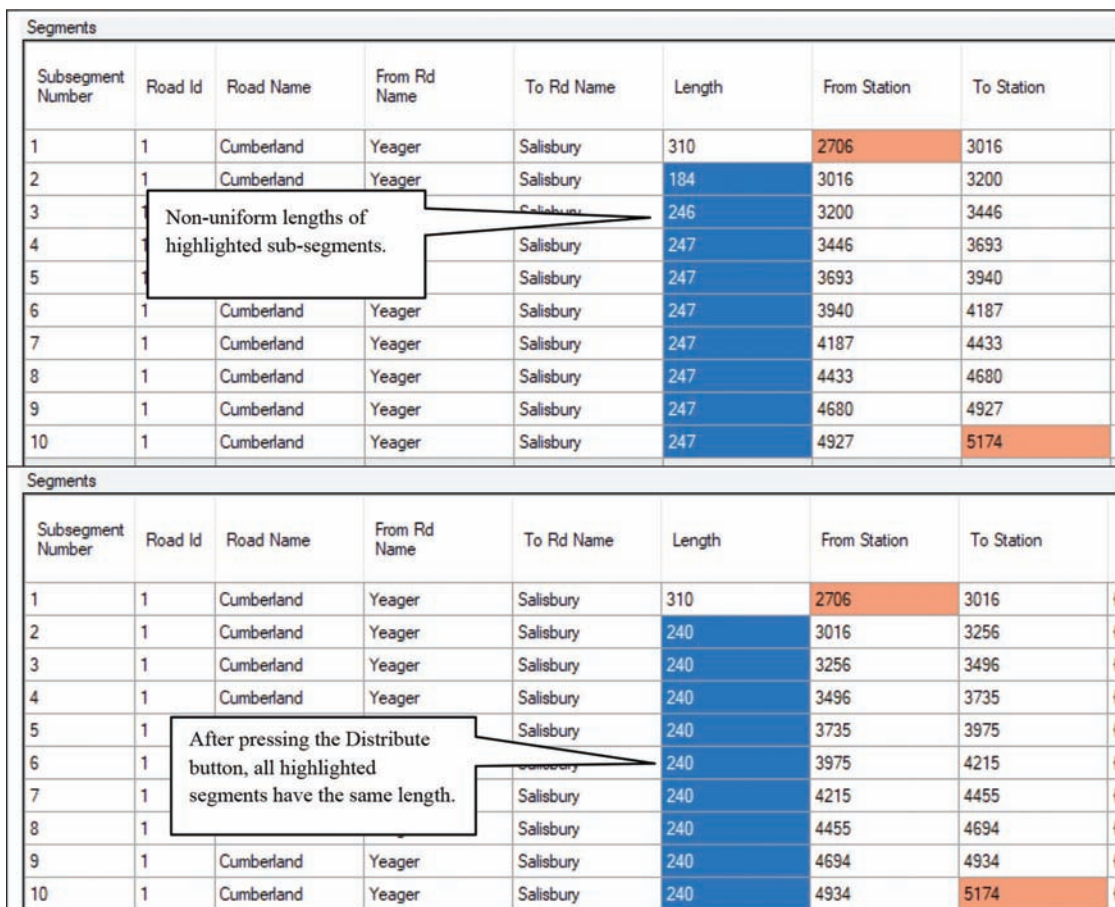 Segments
Subsegment Number Road Id Road Name From Rd Name To Rd Name Length From Station To Station
1 1 Cumberland Yeager Salisbury 310 2706 3016
2 1 Cumberland Yeager Salisbury 184 3016 3200
3 1 Salisbury 246 3200 3446
4 1 Salisbury 247 3446 3693
5 1 Salisbury 247 3693 3940
6 1 Cumberland Yeager Salisbury 247 3940 4187
7 1 Cumberland Yeager Salisbury 247 4187 4433
8 1 Cumberland Yeager Salisbury 247 4433 4680
9 1 Cumberland Yeager Salisbury 247 4680 4927
10 1 Cumberland Yeager Salisbury 247 4927 5174
Non-uniform lengths of
highlighted sub-segments.
Segments
Subsegment Number Road Id Road Name From Rd Name To Rd Name Length From Station To Station
1 1 Cumberland Yeager Salisbury 310 2706 3016
2 1 Cumberland Yeager Salisbury 240 3016 3256
3 1 Cumberland Yeager Salisbury 240 3256 3496
4 1 Cumberland Yeager Salisbury 240 3496 3735
5 1 Salisbury 240 3735 3975
6 1 240 3975 4215
7 1 Salisbury 240 4215 4455
8 1 Salisbury 240 4455 4694
9 1 Cumberland Yeager Salisbury 240 4694 4934
10 1 Cumberland Yeager Salisbury 240 4934 5174
After pressing the Distribute
button, all highlighted
segments have the same length.